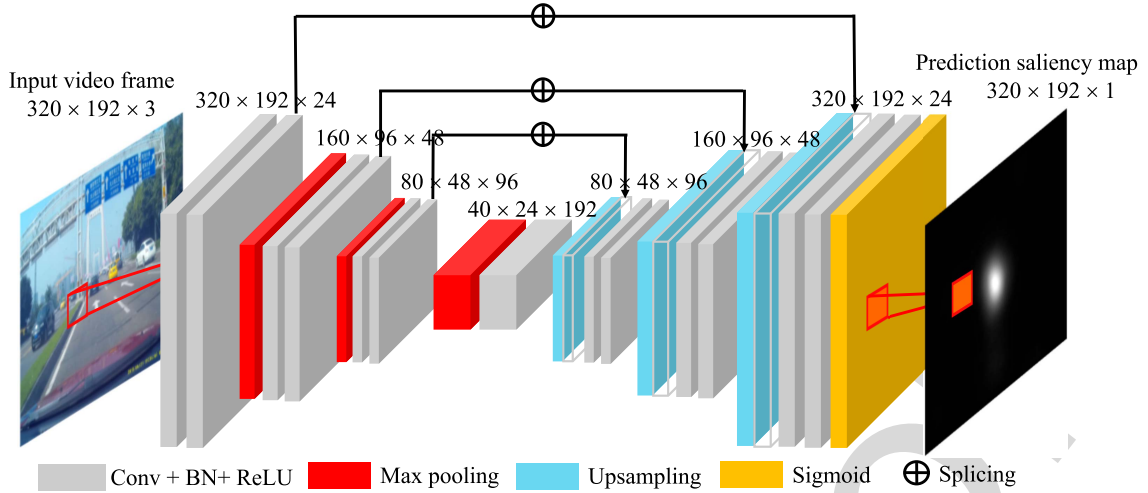 Input video frame
320 × 192 × 3
320 × 192 × 24
160 × 96 × 48
80 × 48 × 96
40 × 24 × 192
80 × 48 × 96
160 × 96 × 48
320 × 192 × 24
Prediction saliency map
320 × 192 × 1
Conv + BN+ ReLU
Max pooling
Upsampling
Sigmoid
Splicing